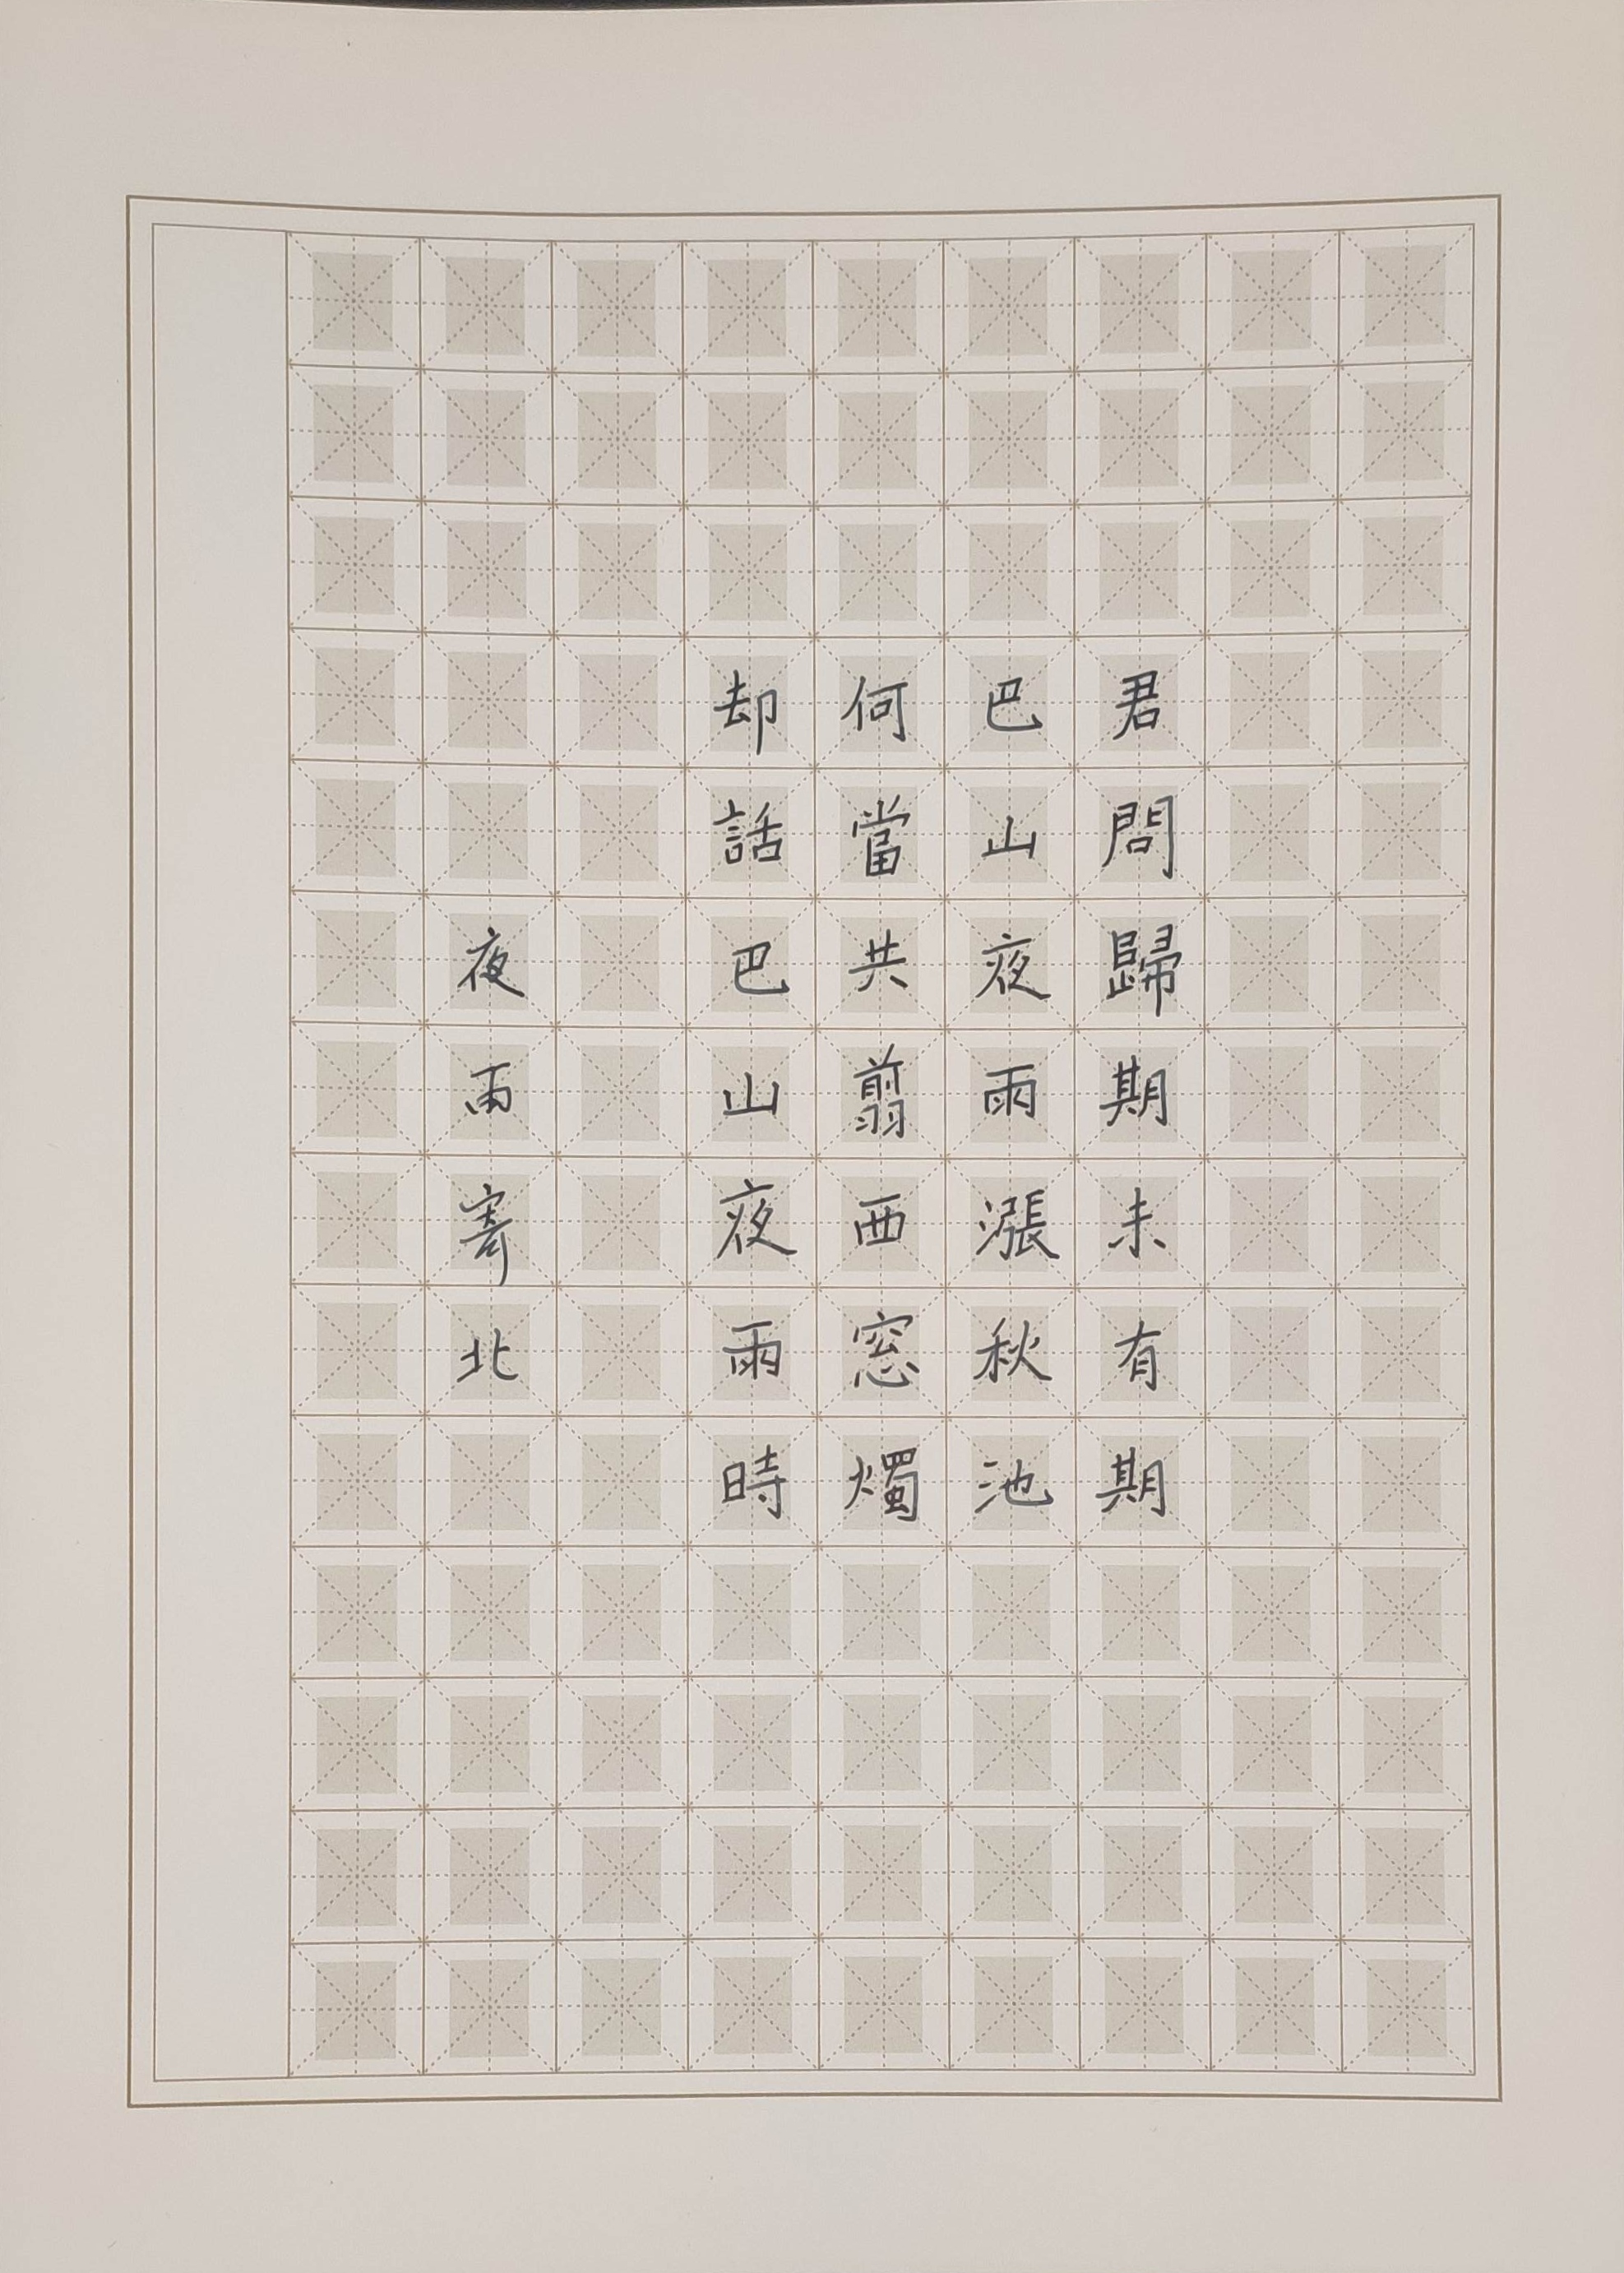 君問歸期未有期
巴山夜雨漲秋池
何當共翦西窓燭
却話巴山夜雨時
夜雨寄北